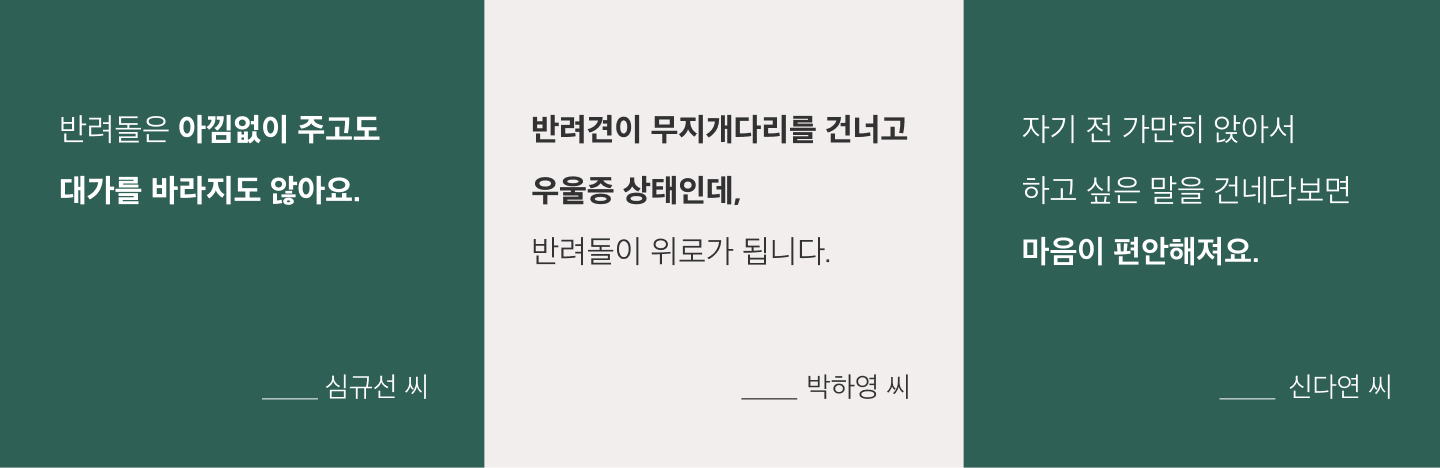 반려돌은 아낌없이 주고도
대가를 바라지도 않아요.
심규선 씨
반려견이 무지개다리를 건너고
우울증 상태인데,
반려돌이 위로가 됩니다.
박하영 씨
자기 전 가만히 앉아서
하고 싶은 말을 건네다보면
마음이 편안해져요.
신다연 씨